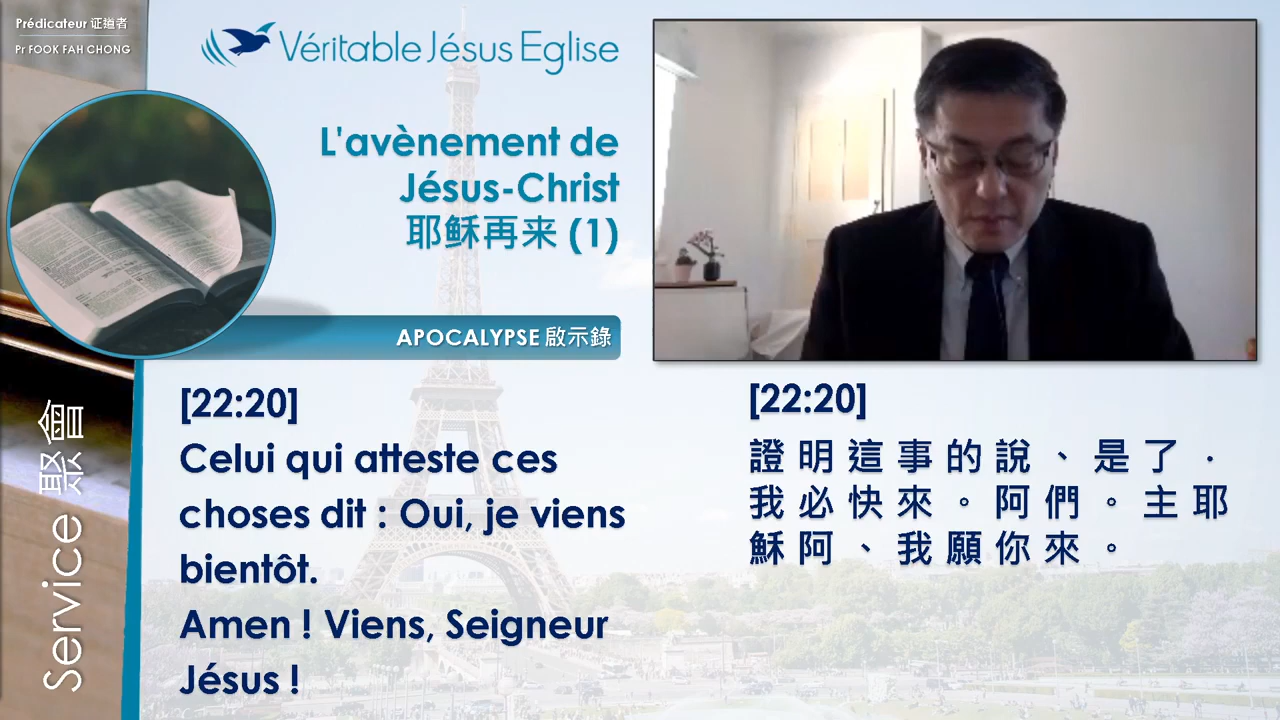 Prédicateur 证道者
Pr FOOK FAH CHONG
Véritable Jésus Eglise
L'avènement de
Jésus-Christ
耶稣再来 (1)
APOCALYPSE 啟示錄
Service 聚會
[22:20]
Celui qui atteste ces
choses dit : Oui, je viens
bientôt.
Amen ! Viens, Seigneur
Jésus !
[22:20]
證明這事的說、是了．
我必快來。阿們。主耶
穌阿、我願你來。